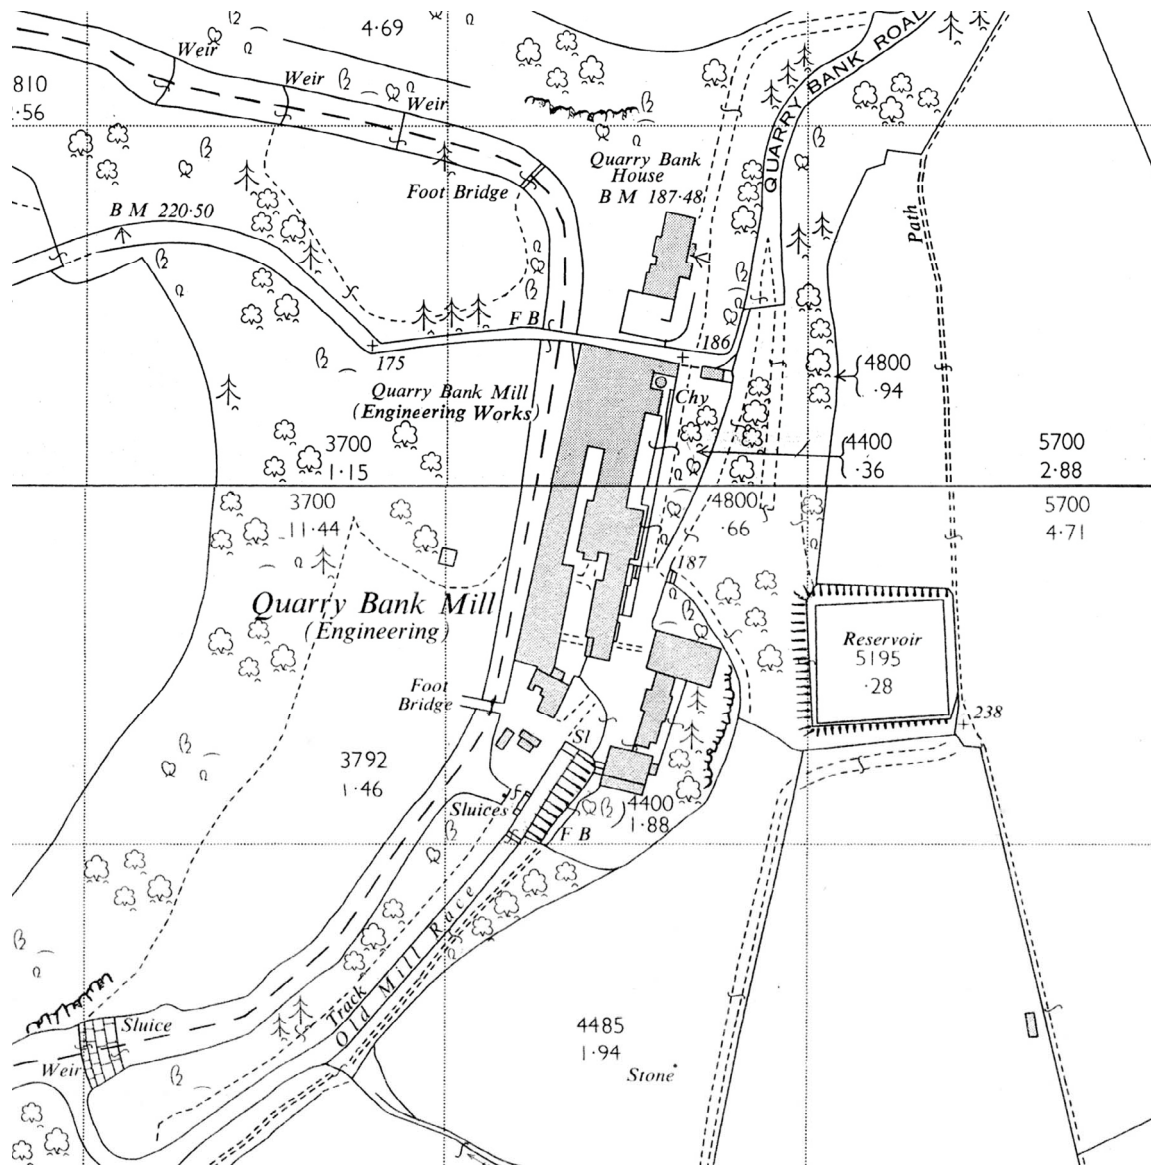 4·69
Weir
Weir
Weir
810
·56
QUARRY BANK ROAD
Quarry Bank
House
B M 187·48
Foot Bridge
B M 220·50
Path
F B
186
175
Chy
Quarry Bank Mill
(Engineering Works)
4800
·94
3700
1·15
4400
·36
5700
2·88
3700
11·44
4800
·66
5700
4·71
187
Quarry Bank Mill
(Engineering)
Reservoir
5195
·28
Foot
Bridge
238
Sl
3792
1·46
Sluices
4400
1·88
F B
Old Mill Race
Track
Sluice
Weir
4485
1·94
Stone